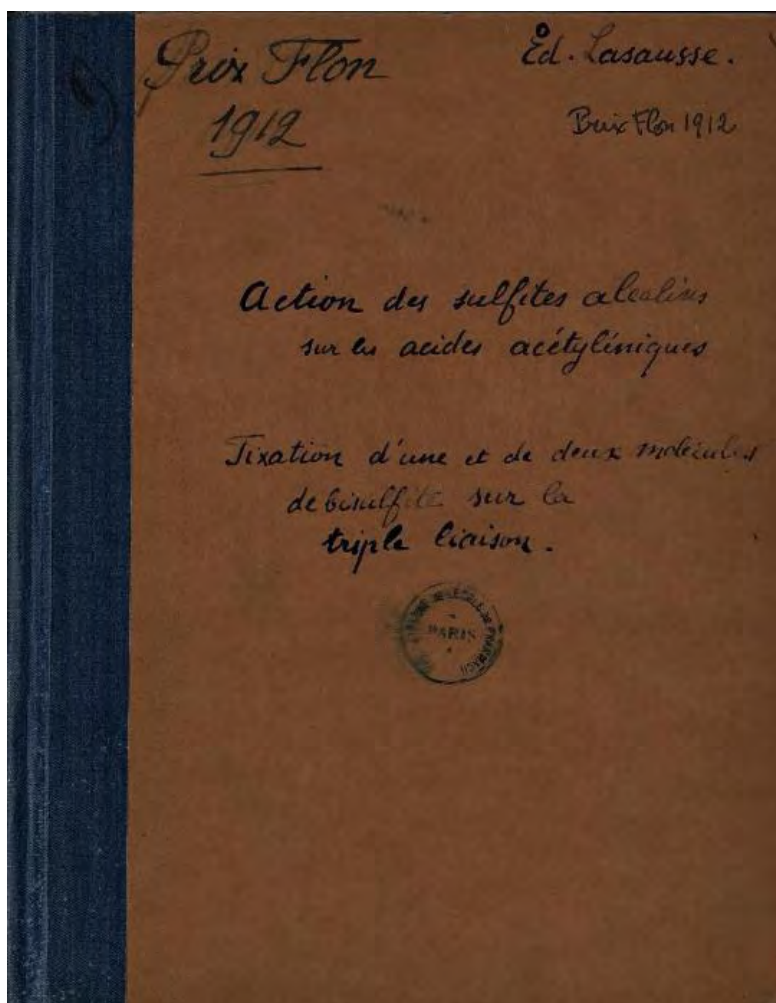 Prix Flon
1912
Ed. Lasausse.
Prix Flon 1912
Action des sulfites alcalins
sur les acides acétyléniques
Fixation d'une et de deux molécules
de bisulfite sur la
triple liaison.
PARIS